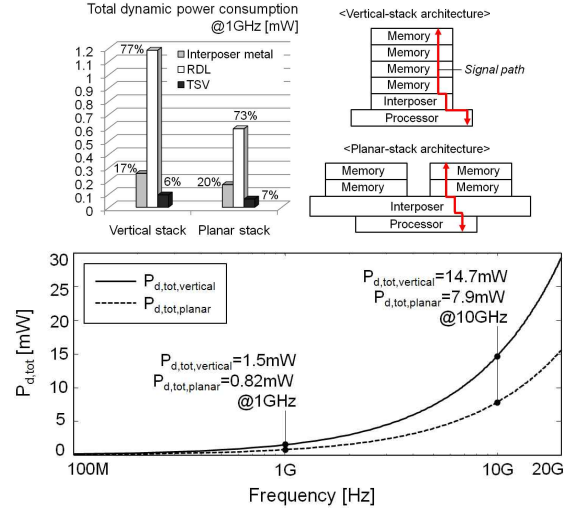 Total dynamic power consumption
@1GHz [mW]
1.2
1.1
1
0.9
0.8
0.7
0.6
0.5
0.4
0.3
0.2
0.1
0
77%
17%
6%
73%
20%
7%
Interposer metal
RDL
TSV
Vertical stack
Planar stack
<Vertical-stack architecture>
Memory
Memory
Memory
Memory
Interposer
Processor
Signal path
<Planar-stack architecture>
Memory
Memory
Memory
Memory
Interposer
Processor
30
25
20
15
10
5
0
P_d,tot [mW]
P_d,tot,vertical
P_d,tot,planar
P_d,tot,vertical=14.7mW
P_d,tot,planar=7.9mW
@10GHz
P_d,tot,vertical=1.5mW
P_d,tot,planar=0.82mW
@1GHz
100M
1G
10G
20G
Frequency [Hz]